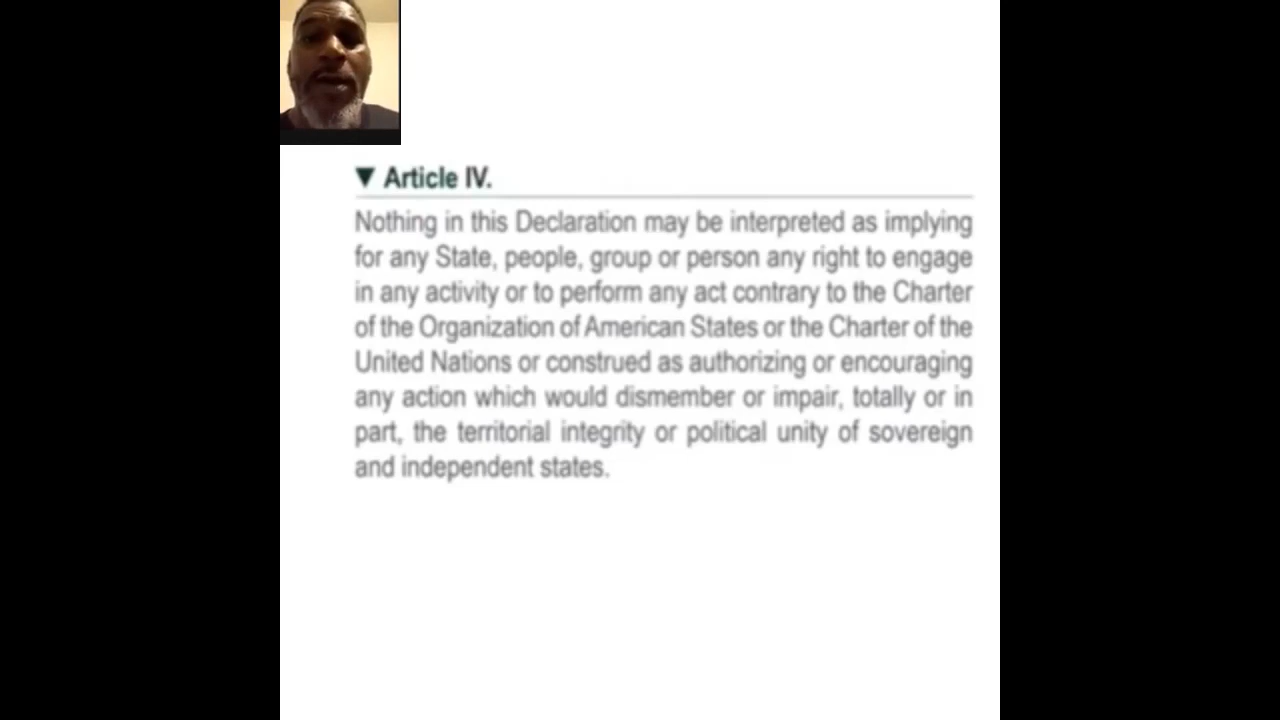 ▼ Article IV.
Nothing in this Declaration may be interpreted as implying
for any State, people, group or person any right to engage
in any activity or to perform any act contrary to the Charter
of the Organization of American States or the Charter of the
United Nations or construed as authorizing or encouraging
any action which would dismember or impair, totally or in
part, the territorial integrity or political unity of sovereign
and independent states.